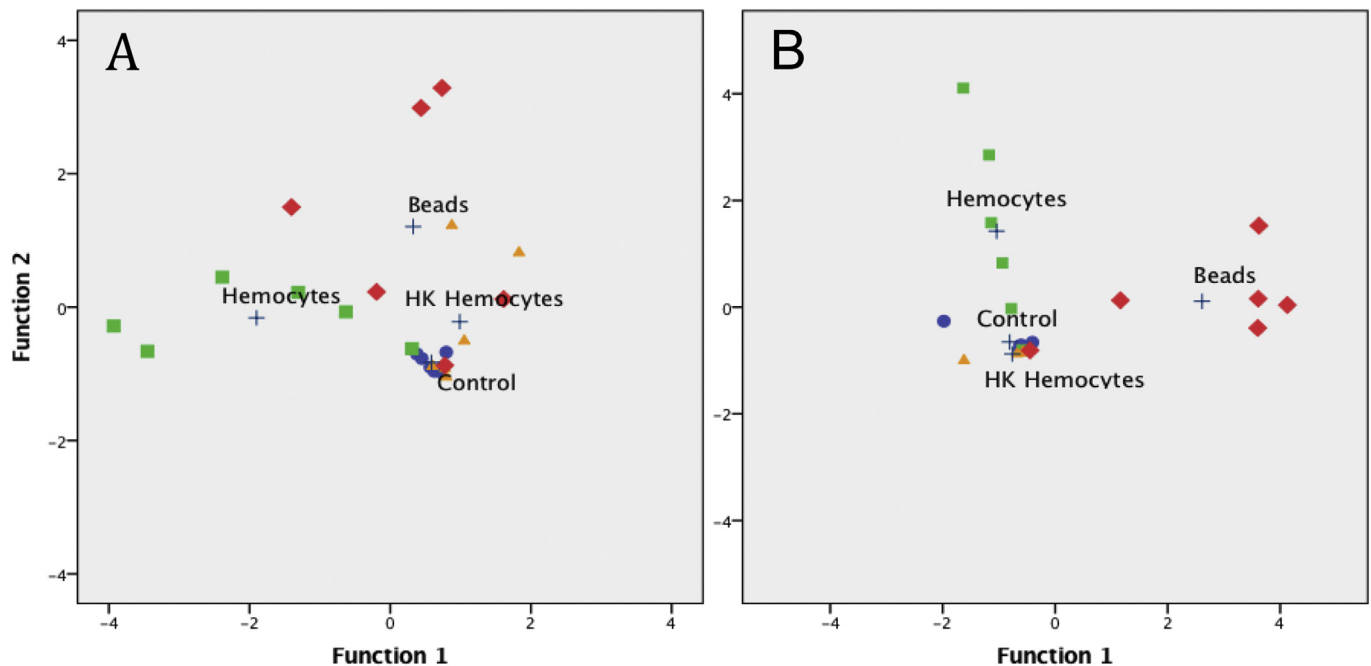 A
B
4
2
0
−2
−4
−4
−2
0
2
4
Function 2
Function 1
Beads
Hemocytes
HK Hemocytes
Control
4
2
0
−2
−4
−4
−2
0
2
4
Function 1
Hemocytes
Beads
Control
HK Hemocytes